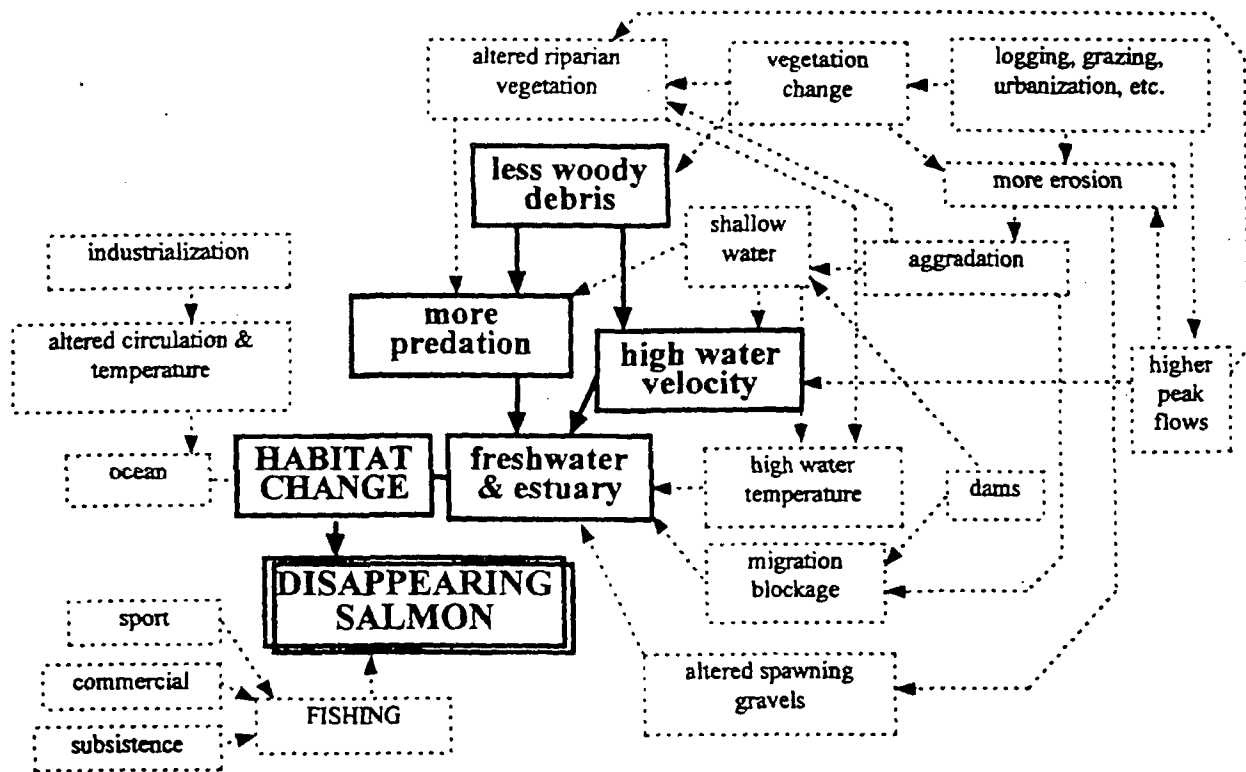 altered riparian
vegetation
vegetation
change
logging, grazing,
urbanization, etc.
less woody
debris
more erosion
shallow
water
industrialization
aggradation
more
predation
altered circulation &
temperature
high water
velocity
higher
peak
flows
HABITAT
CHANGE
freshwater
& estuary
ocean
high water
temperature
dams
migration
blockage
DISAPPEARING
SALMON
sport
altered spawning
gravels
commercial
FISHING
subsistence